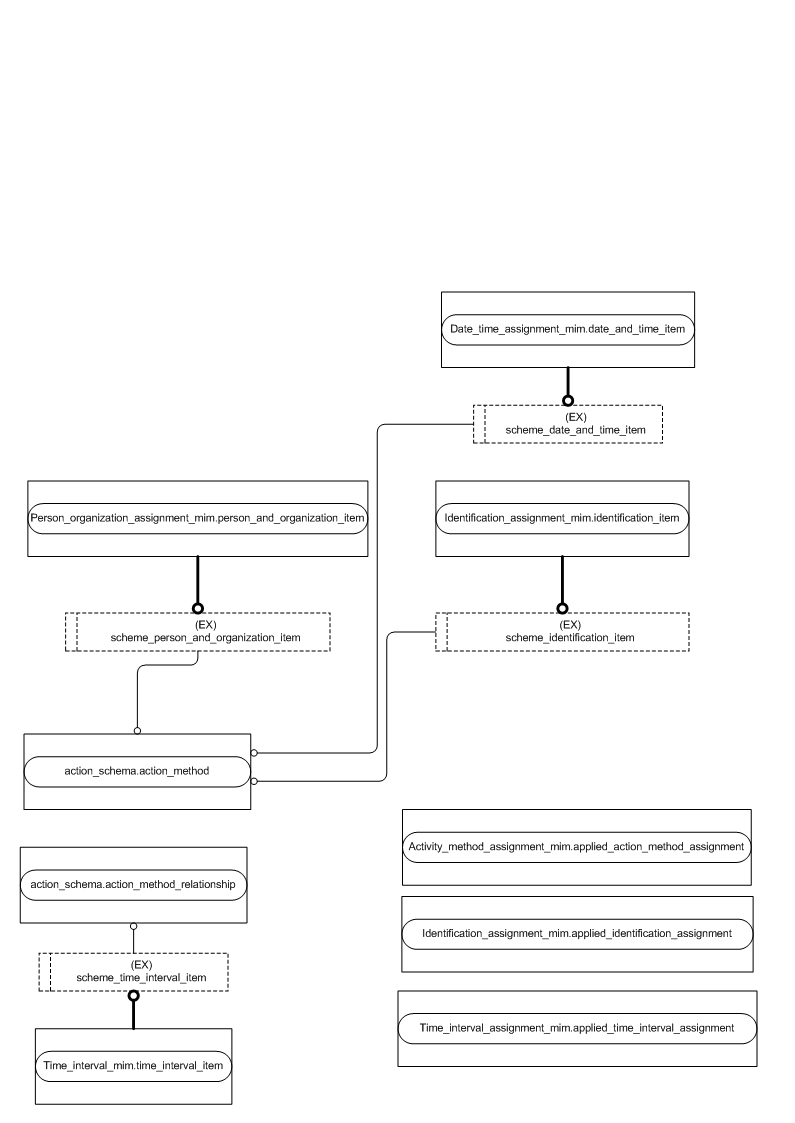 Date_time_assignment_mim.date_and_time_item
(EX)
scheme_date_and_time_item
Person_organization_assignment_mim.person_and_organization_item
Identification_assignment_mim.identification_item
(EX)
scheme_person_and_organization_item
(EX)
scheme_identification_item
action_schema.action_method
Activity_method_assignment_mim.applied_action_method_assignment
action_schema.action_method_relationship
Identification_assignment_mim.applied_identification_assignment
(EX)
scheme_time_interval_item
Time_interval_assignment_mim.applied_time_interval_assignment
Time_interval_mim.time_interval_item